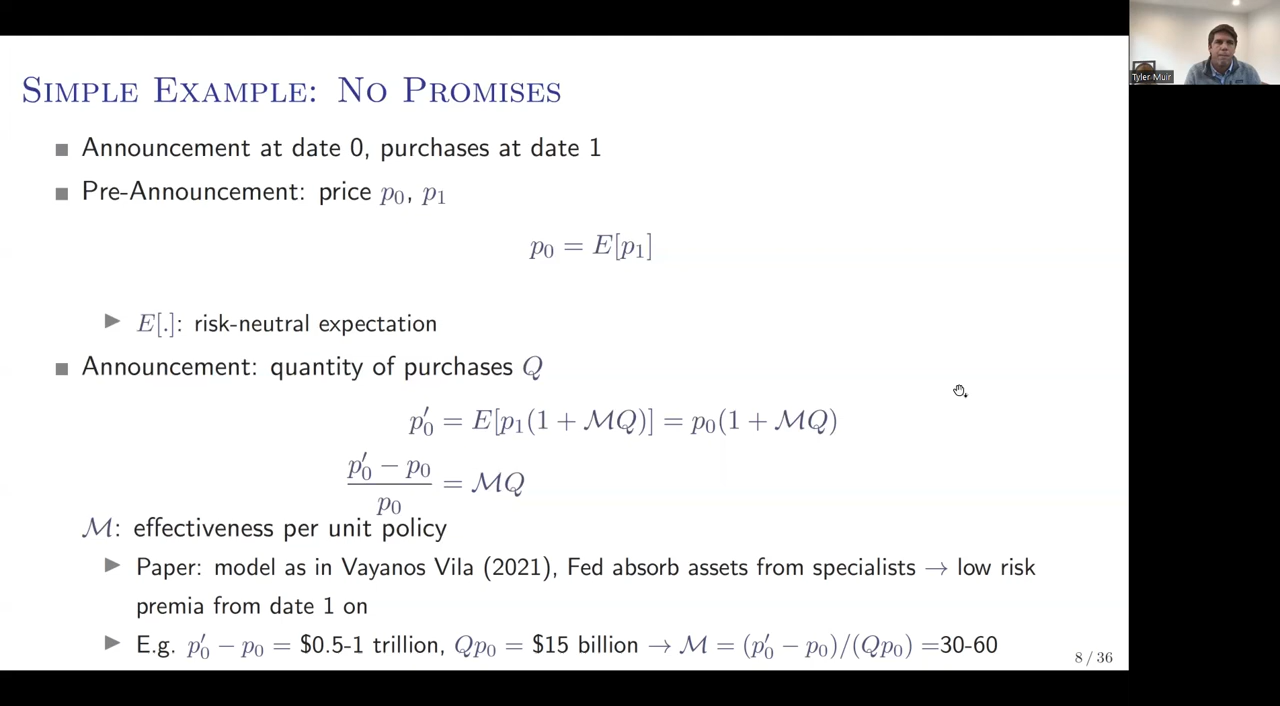 Tyler Muir
Simple Example: No Promises
■ Announcement at date 0, purchases at date 1
■ Pre-Announcement: price p₀, p₁
p₀ = E[p₁]
▶ E[.]: risk-neutral expectation
■ Announcement: quantity of purchases Q
p′₀ = E[p₁(1 + ℳQ)] = p₀(1 + ℳQ)
(p′₀ − p₀)/p₀ = ℳQ
ℳ: effectiveness per unit policy
▶ Paper: model as in Vayanos Vila (2021), Fed absorb assets from specialists → low risk
premia from date 1 on
▶ E.g. p′₀ − p₀ = $0.5-1 trillion, Qp₀ = $15 billion → ℳ = (p′₀ − p₀)/(Qp₀) =30-60
8 / 36